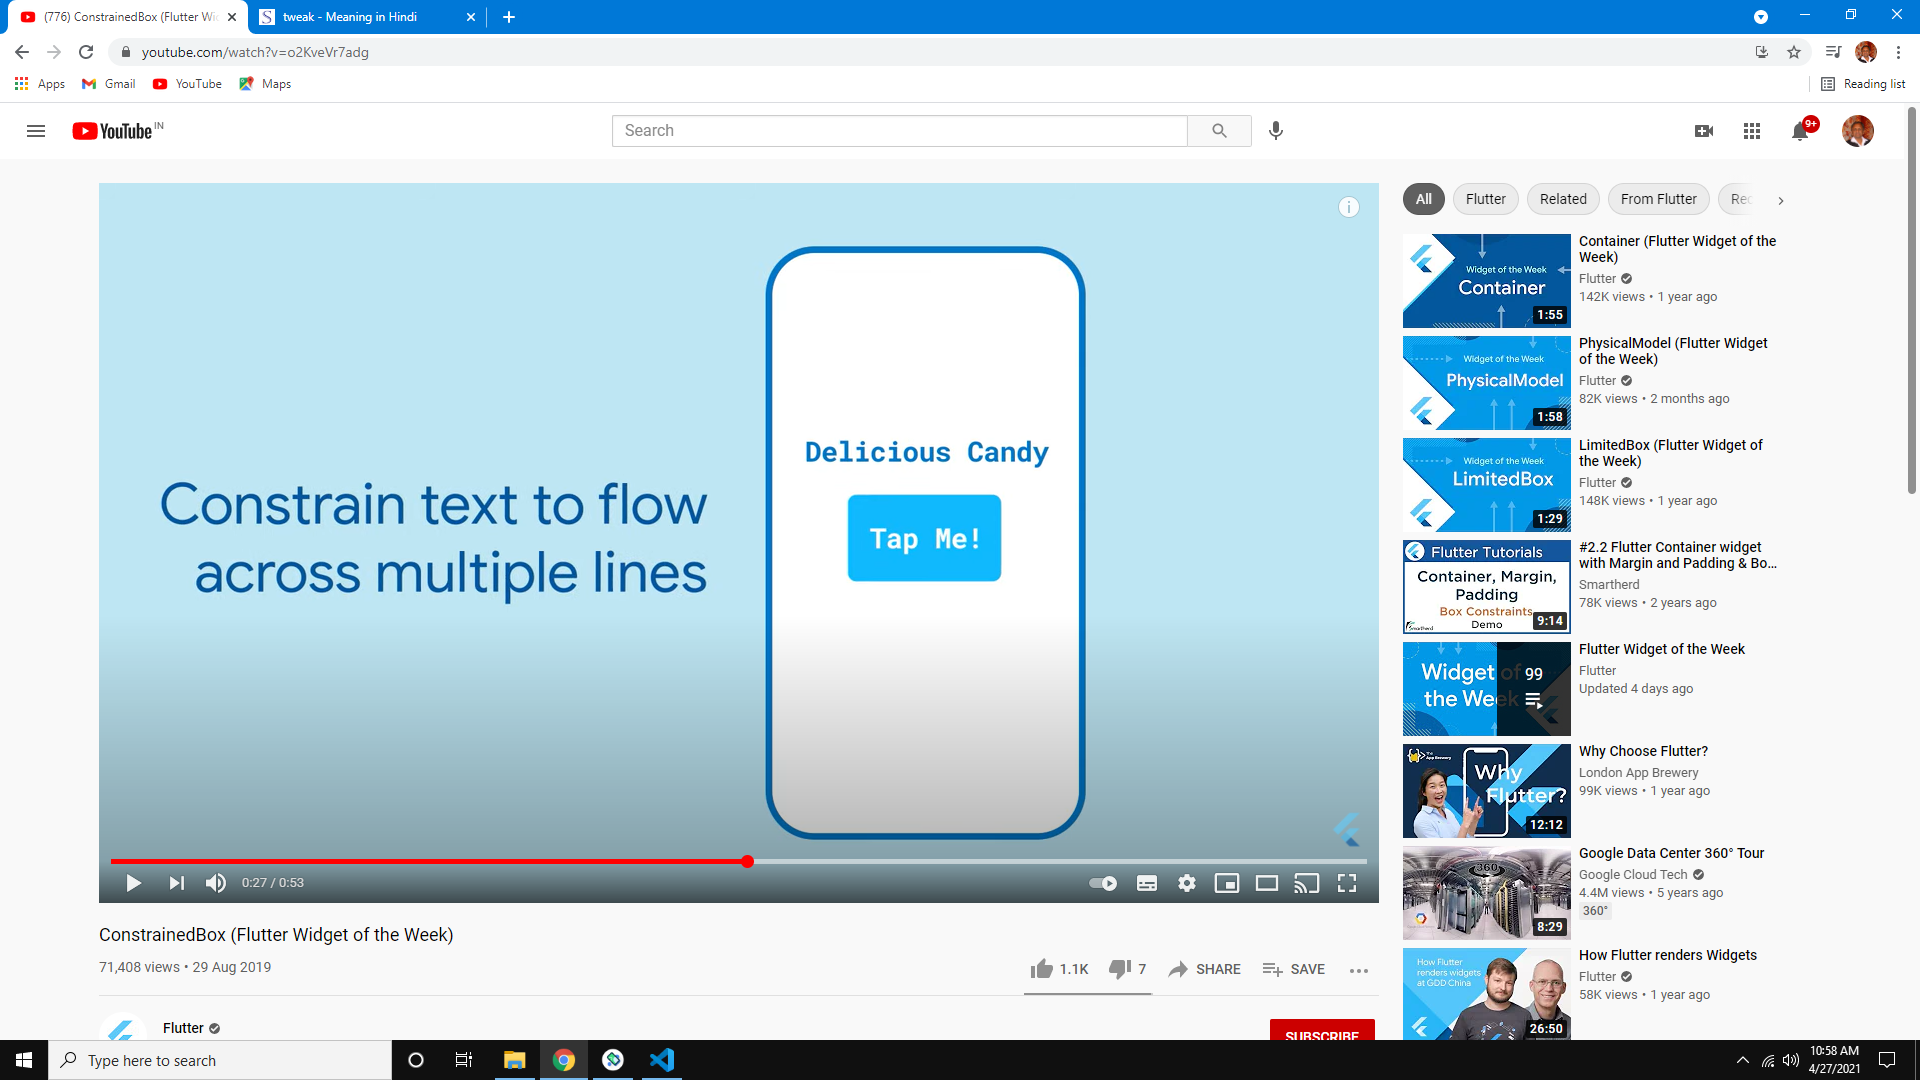 (776) ConstrainedBox (Flutter Wi
tweak - Meaning in Hindi
youtube.com/watch?v=o2KveVr7adg
Apps
Gmail
YouTube
Maps
Reading list
YouTube IN
Search
9+
Constrain text to flow
across multiple lines
Delicious Candy
Tap Me!
0:27 / 0:53
ConstrainedBox (Flutter Widget of the Week)
71,408 views • 29 Aug 2019
1.1K
7
SHARE
SAVE
Flutter
SUBSCRIBE
All
Flutter
Related
From Flutter
Rec
Widget of the Week
Container
1:55
Container (Flutter Widget of the
Week)
Flutter
142K views • 1 year ago
Widget of the Week
PhysicalModel
1:58
PhysicalModel (Flutter Widget
of the Week)
Flutter
82K views • 2 months ago
Widget of the Week
LimitedBox
1:29
LimitedBox (Flutter Widget of
the Week)
Flutter
148K views • 1 year ago
Flutter Tutorials
Container, Margin,
Padding
Box Constraints
Demo
Smartherd
9:14
#2.2 Flutter Container widget
with Margin and Padding & Bo...
Smartherd
78K views • 2 years ago
Widget of
the Week
99
Flutter Widget of the Week
Flutter
Updated 4 days ago
The
App Brewery
Why
Flutter?
12:12
Why Choose Flutter?
London App Brewery
99K views • 1 year ago
360°
8:29
Google Data Center 360° Tour
Google Cloud Tech
4.4M views • 5 years ago
360°
How Flutter
renders widgets
at GDD China
26:50
How Flutter renders Widgets
Flutter
58K views • 1 year ago
Type here to search
10:58 AM
4/27/2021